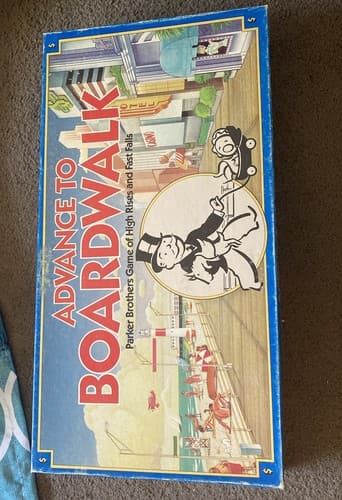 ADVANCE TO
BOARDWALK
Parker Brothers Game of High Rises and Fast Falls
HOTEL
$
$
$
$